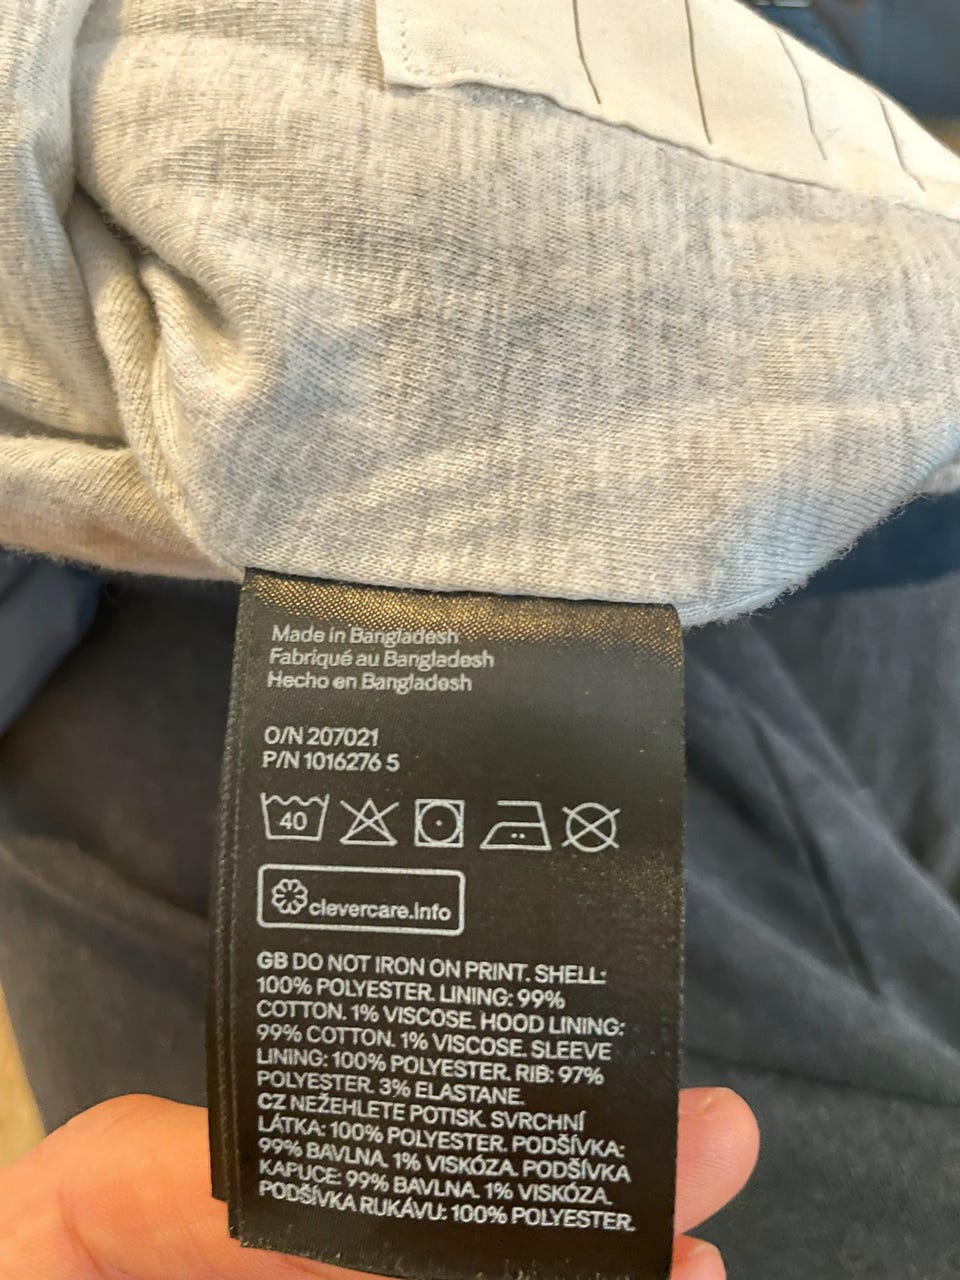 Made in Bangladesh
Fabriqué au Bangladesh
Hecho en Bangladesh
O/N 207021
P/N 1016276 5
40
clevercare.info
GB DO NOT IRON ON PRINT. SHELL:
100% POLYESTER. LINING: 99%
COTTON. 1% VISCOSE. HOOD LINING:
99% COTTON. 1% VISCOSE. SLEEVE
LINING: 100% POLYESTER. RIB: 97%
POLYESTER. 3% ELASTANE.
CZ NEŽEHLETE POTISK. SVRCHNÍ
LÁTKA: 100% POLYESTER. PODŠÍVKA:
99% BAVLNA. 1% VISKÓZA. PODŠÍVKA
KAPUCE: 99% BAVLNA. 1% VISKÓZA.
PODŠÍVKA RUKÁVU: 100% POLYESTER.